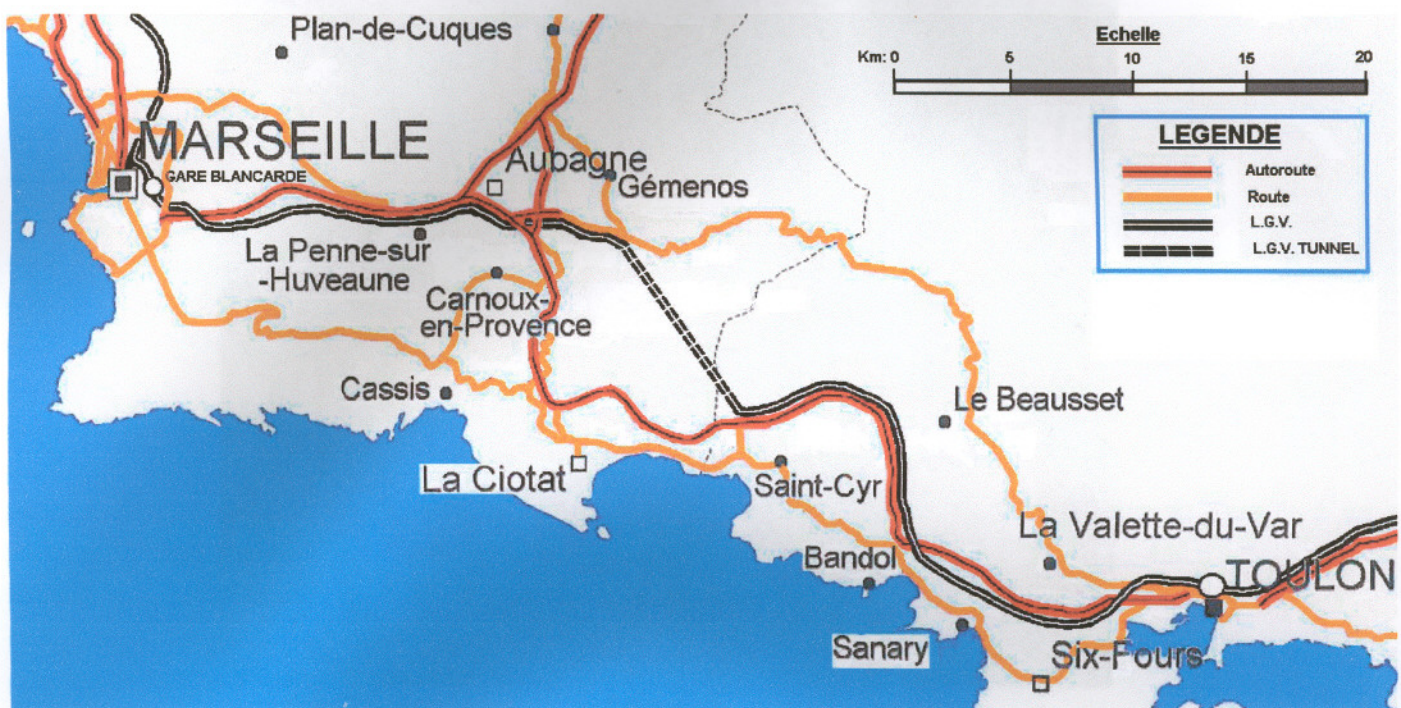 Plan-de-Cuques
Echelle
Km: 0 5 10 15 20
LEGENDE
Autoroute
Route
L.G.V.
L.G.V. TUNNEL
MARSEILLE
GARE BLANCARDE
Aubagne
Gémenos
La Penne-sur
-Huveaune
Carnoux-
en-Provence
Cassis
Le Beausset
La Ciotat
Saint-Cyr
La Valette-du-Var
Bandol
TOULON
Sanary
Six-Fours